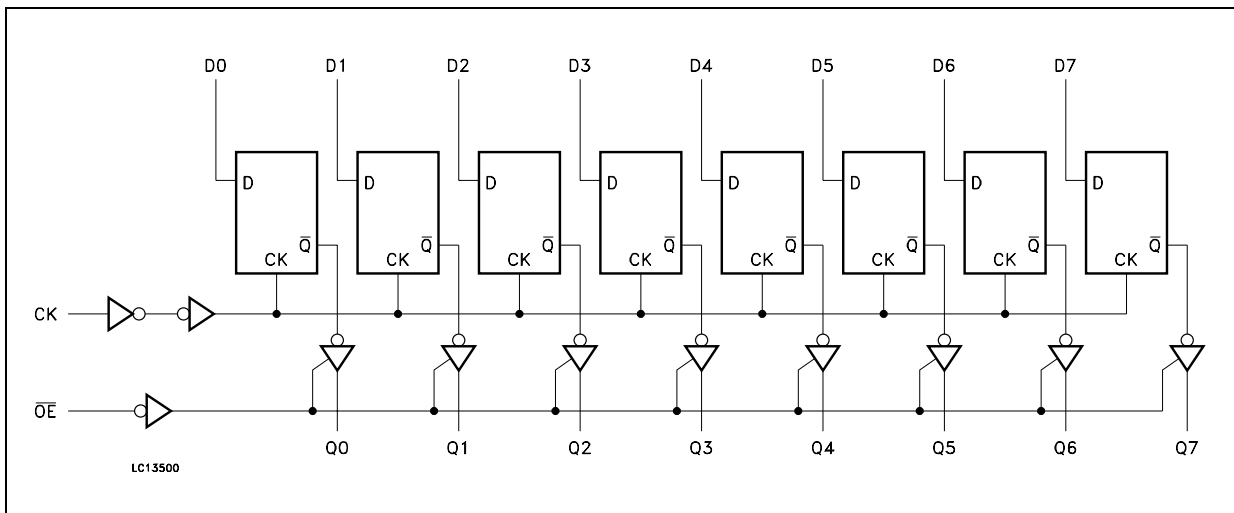 D0 D1 D2 D3 D4 D5 D6 D7
D D D D D D D D
Q̅ Q̅ Q̅ Q̅ Q̅ Q̅ Q̅ Q̅
CK CK CK CK CK CK CK CK
CK
O̅E̅
Q0 Q1 Q2 Q3 Q4 Q5 Q6 Q7
LC13500